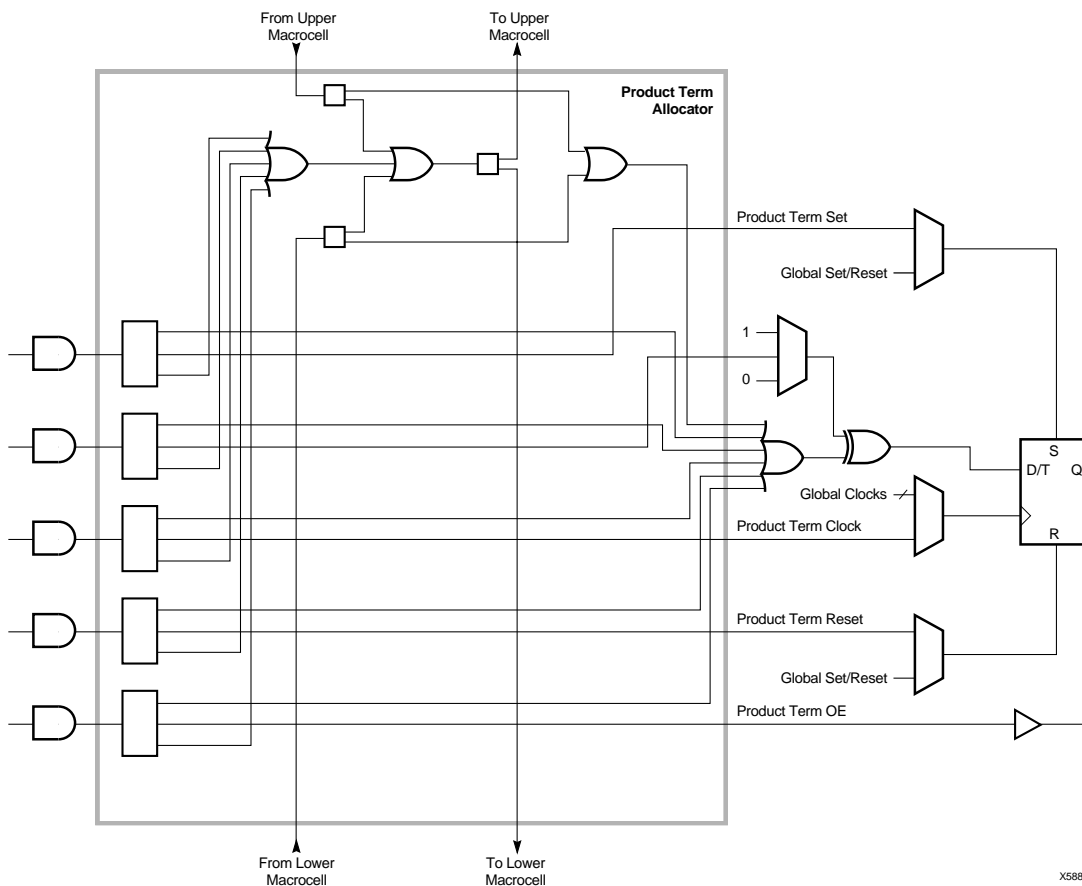 From Upper
Macrocell
To Upper
Macrocell
Product Term
Allocator
Product Term Set
Global Set/Reset
1
0
S
D/T
Q
Global Clocks
Product Term Clock
R
Product Term Reset
Global Set/Reset
Product Term OE
From Lower
Macrocell
To Lower
Macrocell
X588